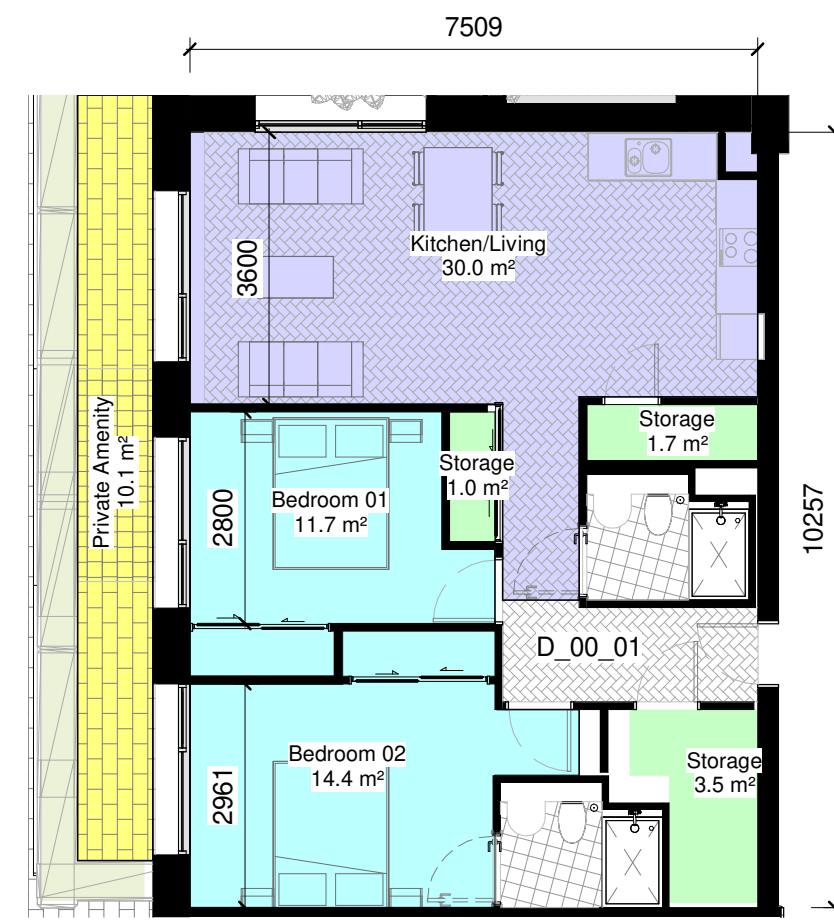 7509
Kitchen/Living
30.0 m²
3600
Storage
1.7 m²
Private Amenity
10.1 m²
Storage
1.0 m²
Bedroom 01
11.7 m²
2800
10257
D_00_01
Bedroom 02
14.4 m²
2961
Storage
3.5 m²